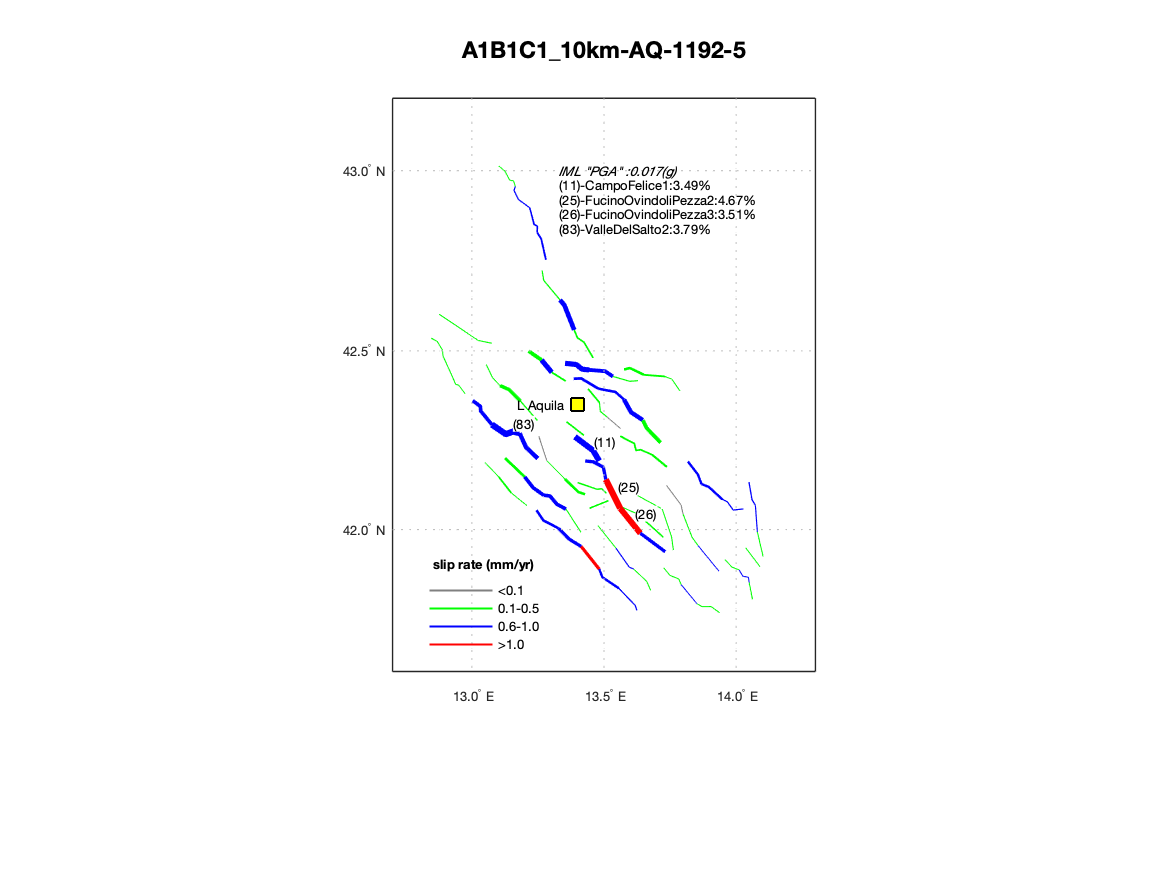 A1B1C1_10km-AQ-1192-5
43.0° N
IML "PGA" :0.017(g)
(11)-CampoFelice1:3.49%
(25)-FucinoOvindoliPezza2:4.67%
(26)-FucinoOvindoliPezza3:3.51%
(83)-ValleDelSalto2:3.79%
42.5° N
L Aquila
(83)
(11)
(25)
(26)
42.0° N
slip rate (mm/yr)
<0.1
0.1-0.5
0.6-1.0
>1.0
13.0° E
13.5° E
14.0° E